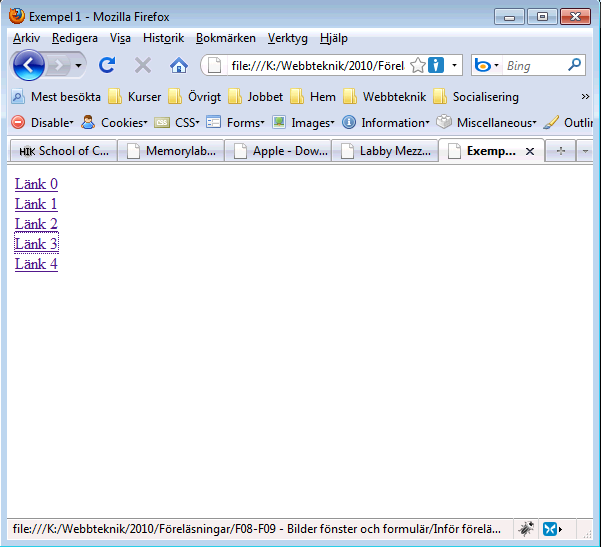 Exempel 1 - Mozilla Firefox
Arkiv Redigera Visa Historik Bokmärken Verktyg Hjälp
file:///K:/Webbteknik/2010/Förel Bing
Mest besökta Kurser Övrigt Jobbet Hem Webbteknik Socialisering »
Disable Cookies CSS CSS Forms Images Information Miscellaneous Outlin
HIK School of C... Memorylab... Apple - Dow... Labby Mezz... Exemp...
Länk 0
Länk 1
Länk 2
Länk 3
Länk 4
file:///K:/Webbteknik/2010/Föreläsningar/F08-F09 - Bilder fönster och formulär/Inför förelä...